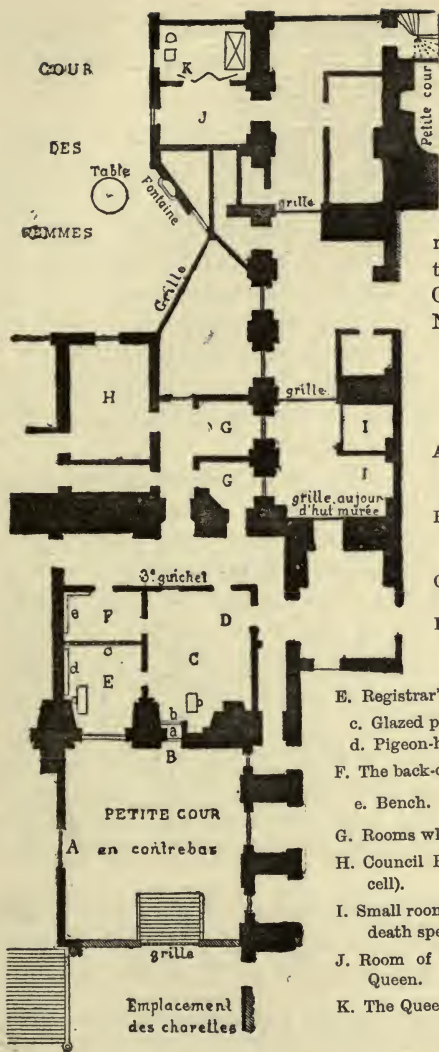 COUR
DES
FEMMES
Table
Fontaine
K
J
Petite cour
grille
Grille
H
G
G
grille
I
I
grille aujour
d'hut murée
3e guichet
e
F
D
c
d
E
C
b
a
B
A
PETITE COUR
en contrebas
grille
Emplacement
des charettes
E. Registrar'
c. Glazed p
d. Pigeon-h
F. The back-o
e. Bench.
G. Rooms wh
H. Council
cell).
I. Small room
death spe
J. Room of
Queen.
K. The Quee